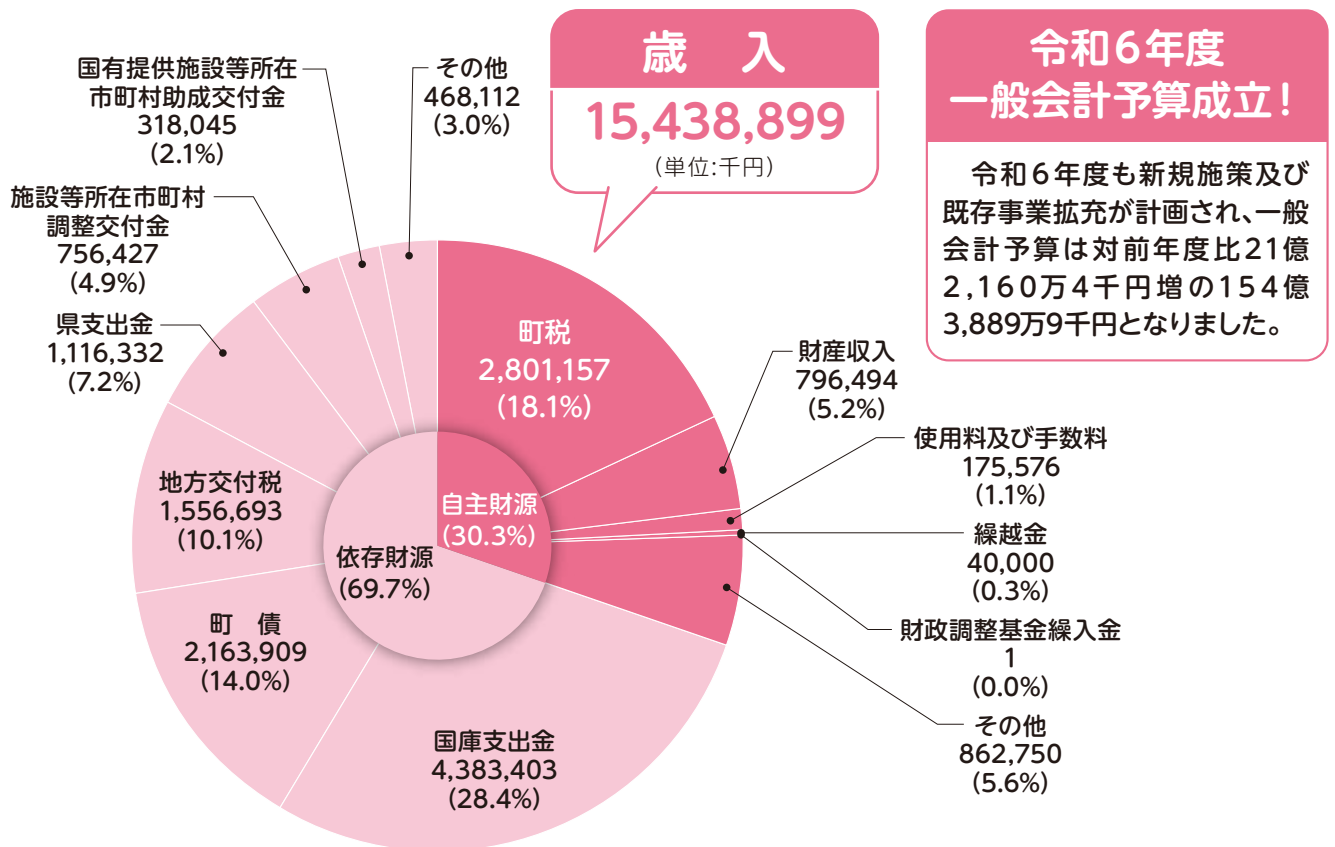 歳　入
15,438,899
(単位:千円)
令和6年度
一般会計予算成立！
令和6年度も新規施策及び
既存事業拡充が計画され、一般
会計予算は対前年度比21億
2,160万4千円増の154億
3,889万9千円となりました。
国有提供施設等所在
市町村助成交付金
318,045
(2.1%)
その他
468,112
(3.0%)
施設等所在市町村
調整交付金
756,427
(4.9%)
県支出金
1,116,332
(7.2%)
地方交付税
1,556,693
(10.1%)
町　債
2,163,909
(14.0%)
国庫支出金
4,383,403
(28.4%)
依存財源
(69.7%)
自主財源
(30.3%)
町税
2,801,157
(18.1%)
財産収入
796,494
(5.2%)
使用料及び手数料
175,576
(1.1%)
繰越金
40,000
(0.3%)
財政調整基金繰入金
1
(0.0%)
その他
862,750
(5.6%)